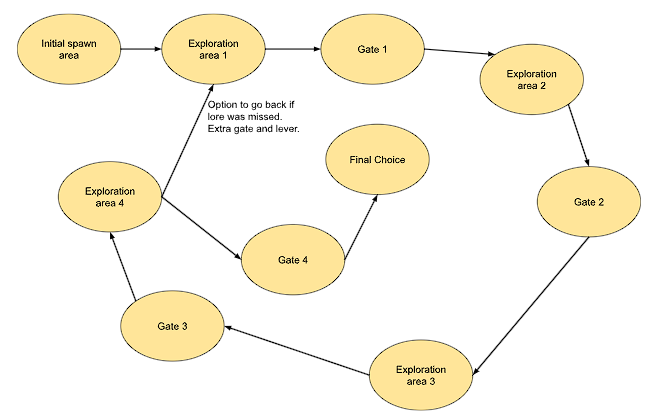 Initial spawn
area
Exploration
area 1
Gate 1
Exploration
area 2
Option to go back if
lore was missed.
Extra gate and lever.
Final Choice
Exploration
area 4
Gate 2
Gate 4
Gate 3
Exploration
area 3